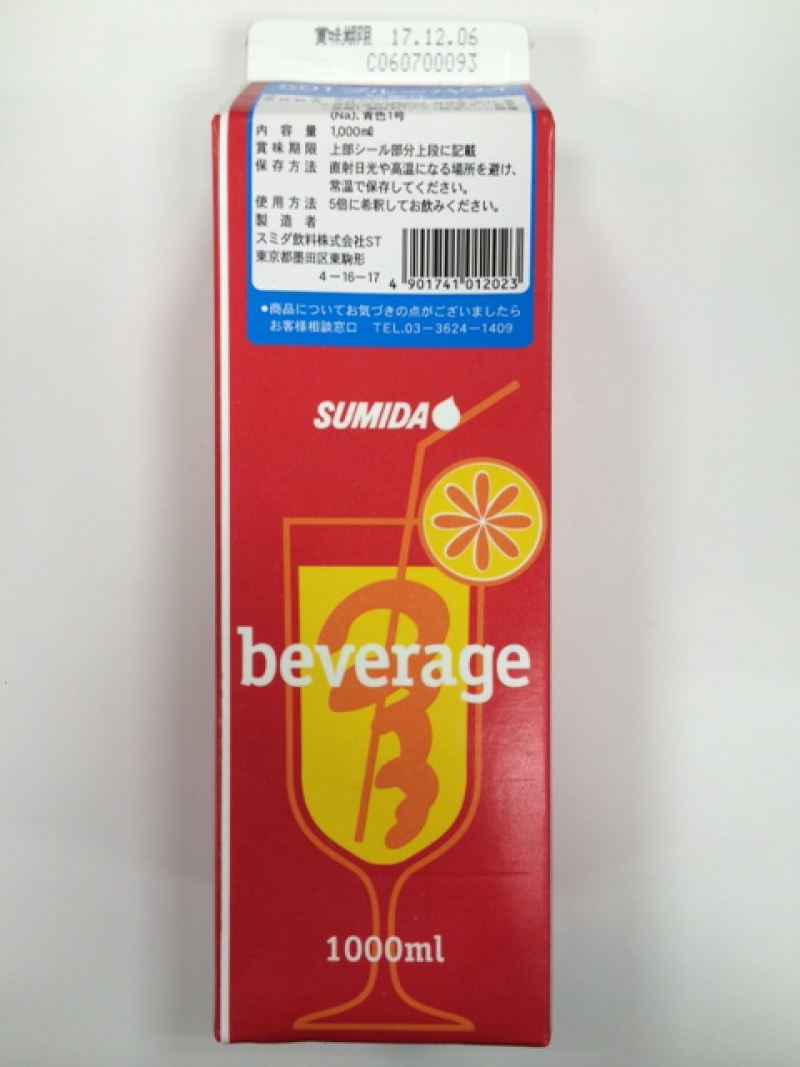 賞味期限 17.12.06
C060700093
(Na)、青色1号
内容量 1,000ml
賞味期限 上部シール部分上段に記載
保存方法 直射日光や高温になる場所を避け、
常温で保存してください。
使用方法 5倍に希釈してお飲みください。
製造者
スミダ飲料株式会社ST
東京都墨田区東駒形
4-16-17
4 901741 012023
●商品についてお気づきの点がございましたら
お客様相談窓口 TEL.03-3624-1409
SUMIDA
beverage
1000ml